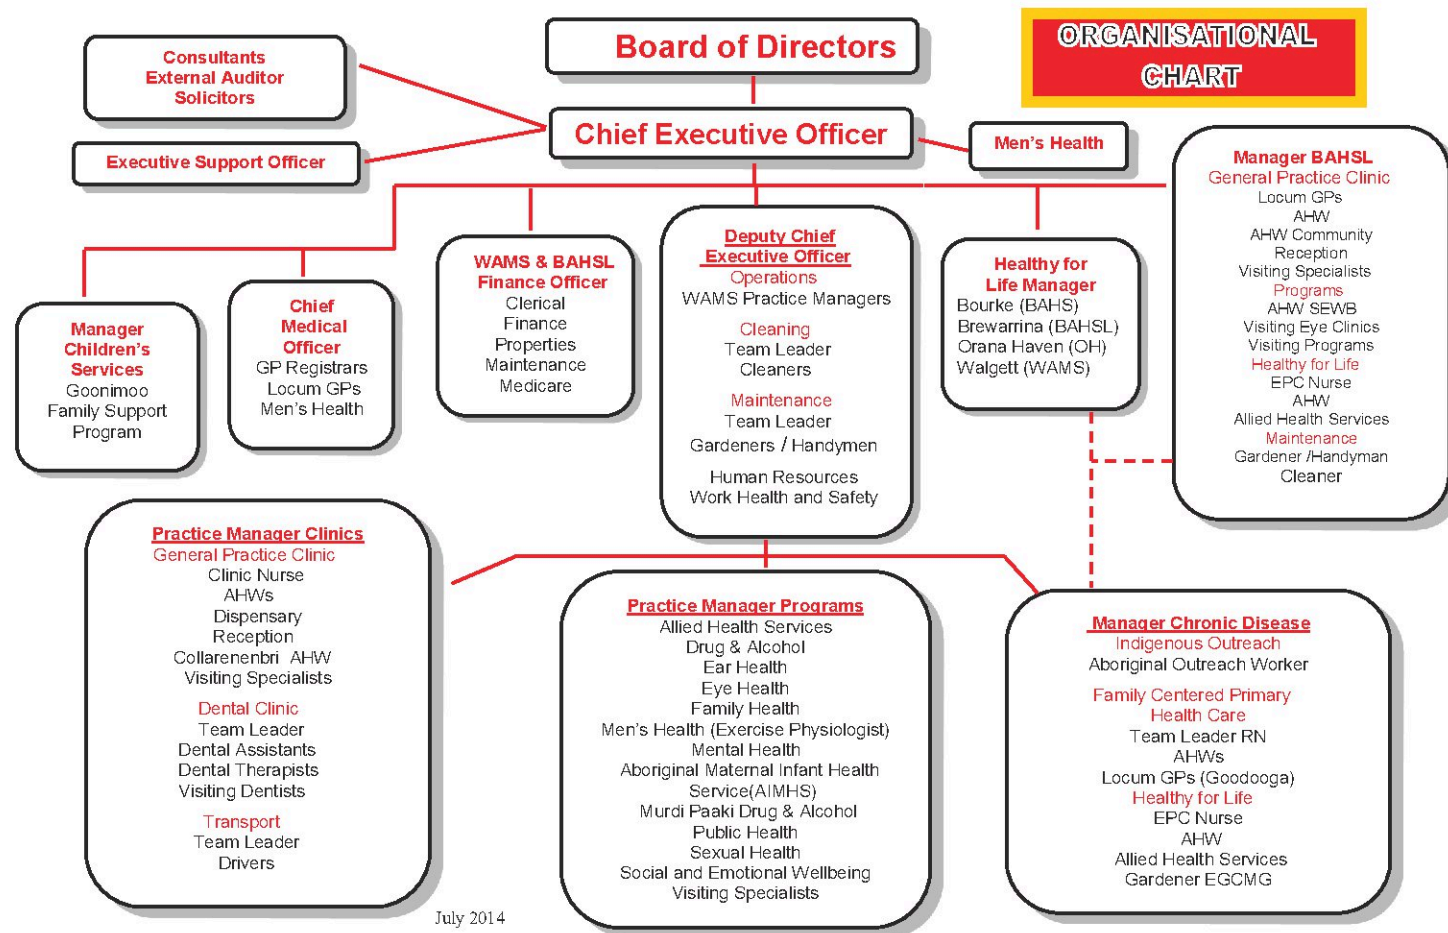 ORGANISATIONAL
CHART
Board of Directors
Consultants
External Auditor
Solicitors
Chief Executive Officer
Executive Support Officer
Men's Health
Manager BAHSL
General Practice Clinic
Locum GPs
AHW
AHW Community
Reception
Visiting Specialists
Programs
AHW SEWB
Visiting Eye Clinics
Visiting Programs
Healthy for Life
EPC Nurse
AHW
Allied Health Services
Maintenance
Gardener /Handyman
Cleaner
Manager
Children's
Services
Goonimoo
Family Support
Program
Chief
Medical
Officer
GP Registrars
Locum GPs
Men's Health
WAMS & BAHSL
Finance Officer
Clerical
Finance
Properties
Maintenance
Medicare
Deputy Chief
Executive Officer
Operations
WAMS Practice Managers
Cleaning
Team Leader
Cleaners
Maintenance
Team Leader
Gardeners / Handymen
Human Resources
Work Health and Safety
Healthy for
Life Manager
Bourke (BAHS)
Brewarrina (BAHSL)
Orana Haven (OH)
Walgett (WAMS)
Practice Manager Clinics
General Practice Clinic
Clinic Nurse
AHWs
Dispensary
Reception
Collarenenbri AHW
Visiting Specialists
Dental Clinic
Team Leader
Dental Assistants
Dental Therapists
Visiting Dentists
Transport
Team Leader
Drivers
Practice Manager Programs
Allied Health Services
Drug & Alcohol
Ear Health
Eye Health
Family Health
Men's Health (Exercise Physiologist)
Mental Health
Aboriginal Maternal Infant Health
Service(AIMHS)
Murdi Paaki Drug & Alcohol
Public Health
Sexual Health
Social and Emotional Wellbeing
Visiting Specialists
Manager Chronic Disease
Indigenous Outreach
Aboriginal Outreach Worker
Family Centered Primary
Health Care
Team Leader RN
AHWs
Locum GPs (Goodooga)
Healthy for Life
EPC Nurse
AHW
Allied Health Services
Gardener EGCMG
July 2014